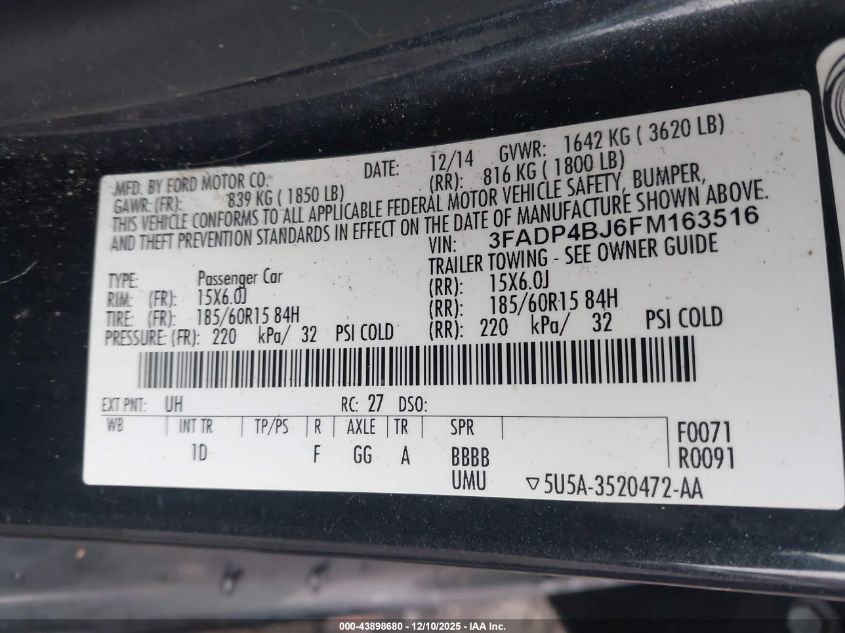 MFD. BY FORD MOTOR CO. DATE: 12/14 GVWR: 1642 KG ( 3620 LB)
GAWR: (FR): 839 KG ( 1850 LB) (RR): 816 KG ( 1800 LB)
THIS VEHICLE CONFORMS TO ALL APPLICABLE FEDERAL MOTOR VEHICLE SAFETY, BUMPER,
AND THEFT PREVENTION STANDARDS IN EFFECT ON THE DATE OF MANUFACTURE SHOWN ABOVE.
VIN: 3FADP4BJ6FM163516
TRAILER TOWING - SEE OWNER GUIDE
TYPE: Passenger Car
RIM: (FR): 15X6.0J (RR): 15X6.0J
TIRE: (FR): 185/60R15 84H (RR): 185/60R15 84H
PRESSURE: (FR): 220 kPa/ 32 PSI COLD (RR): 220 kPa/ 32 PSI COLD
EXT PNT: UH RC: 27 DSO:
WB INT TR TP/PS R AXLE TR SPR F0071
1D F GG A BBBB R0091
UMU ▽5U5A-3520472-AA
000-43898680 - 12/10/2025 - IAA Inc.